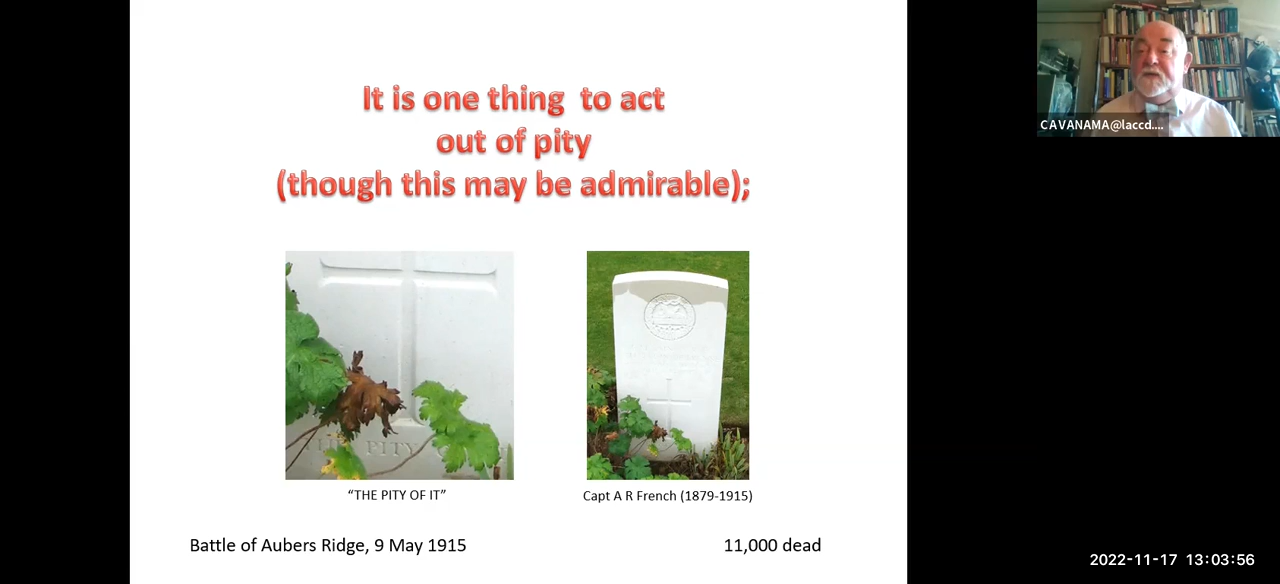 It is one thing to act
out of pity
(though this may be admirable);
CAVANAMA@laccd....
THE PITY
"THE PITY OF IT"
Capt A R French (1879-1915)
Battle of Aubers Ridge, 9 May 1915
11,000 dead
2022-11-17 13:03:56